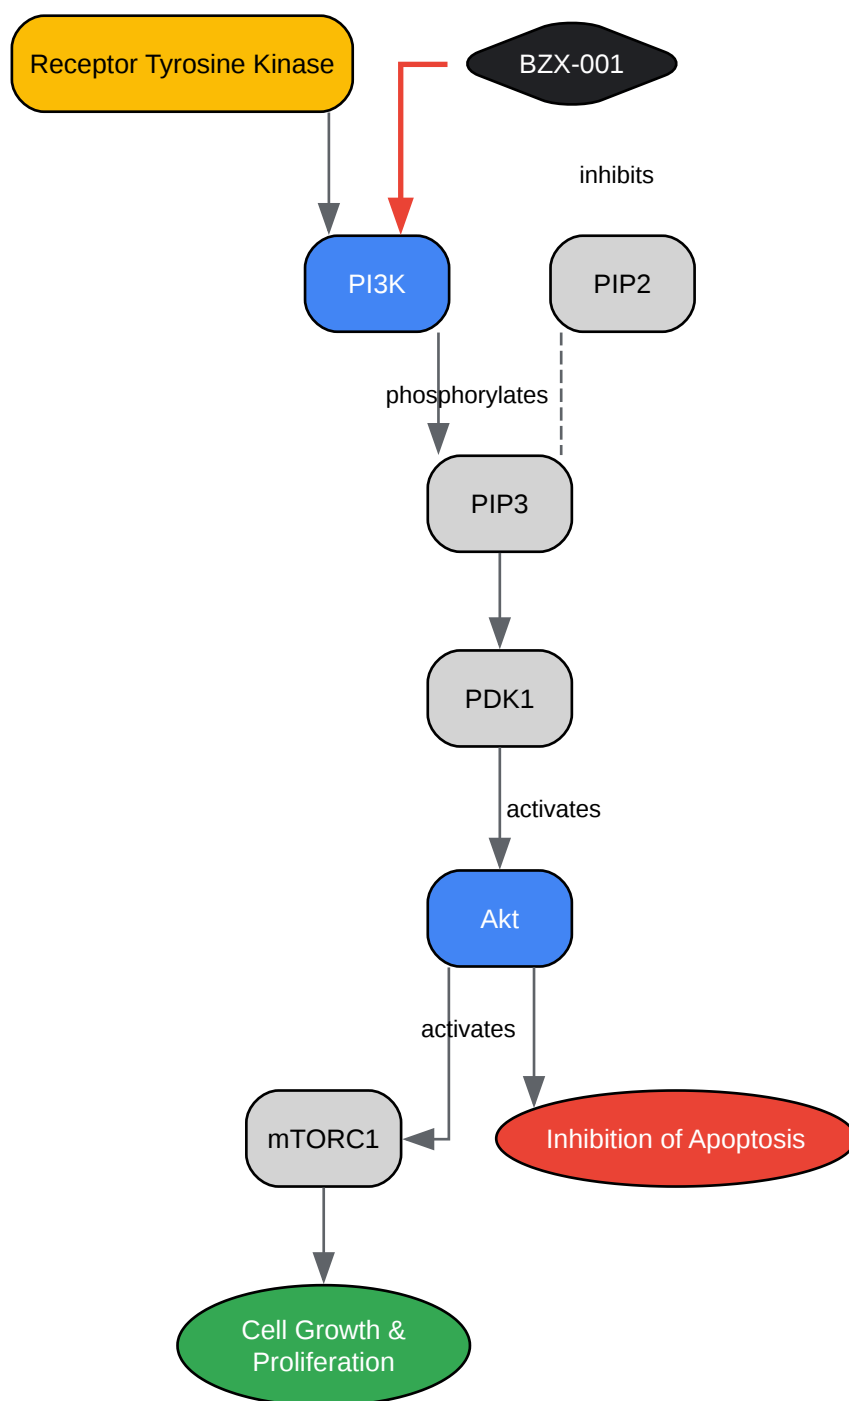 Receptor Tyrosine Kinase
BZX-001
inhibits
PI3K
PIP2
phosphorylates
PIP3
PDK1
activates
Akt
activates
mTORC1
Inhibition of Apoptosis
Cell Growth &
Proliferation